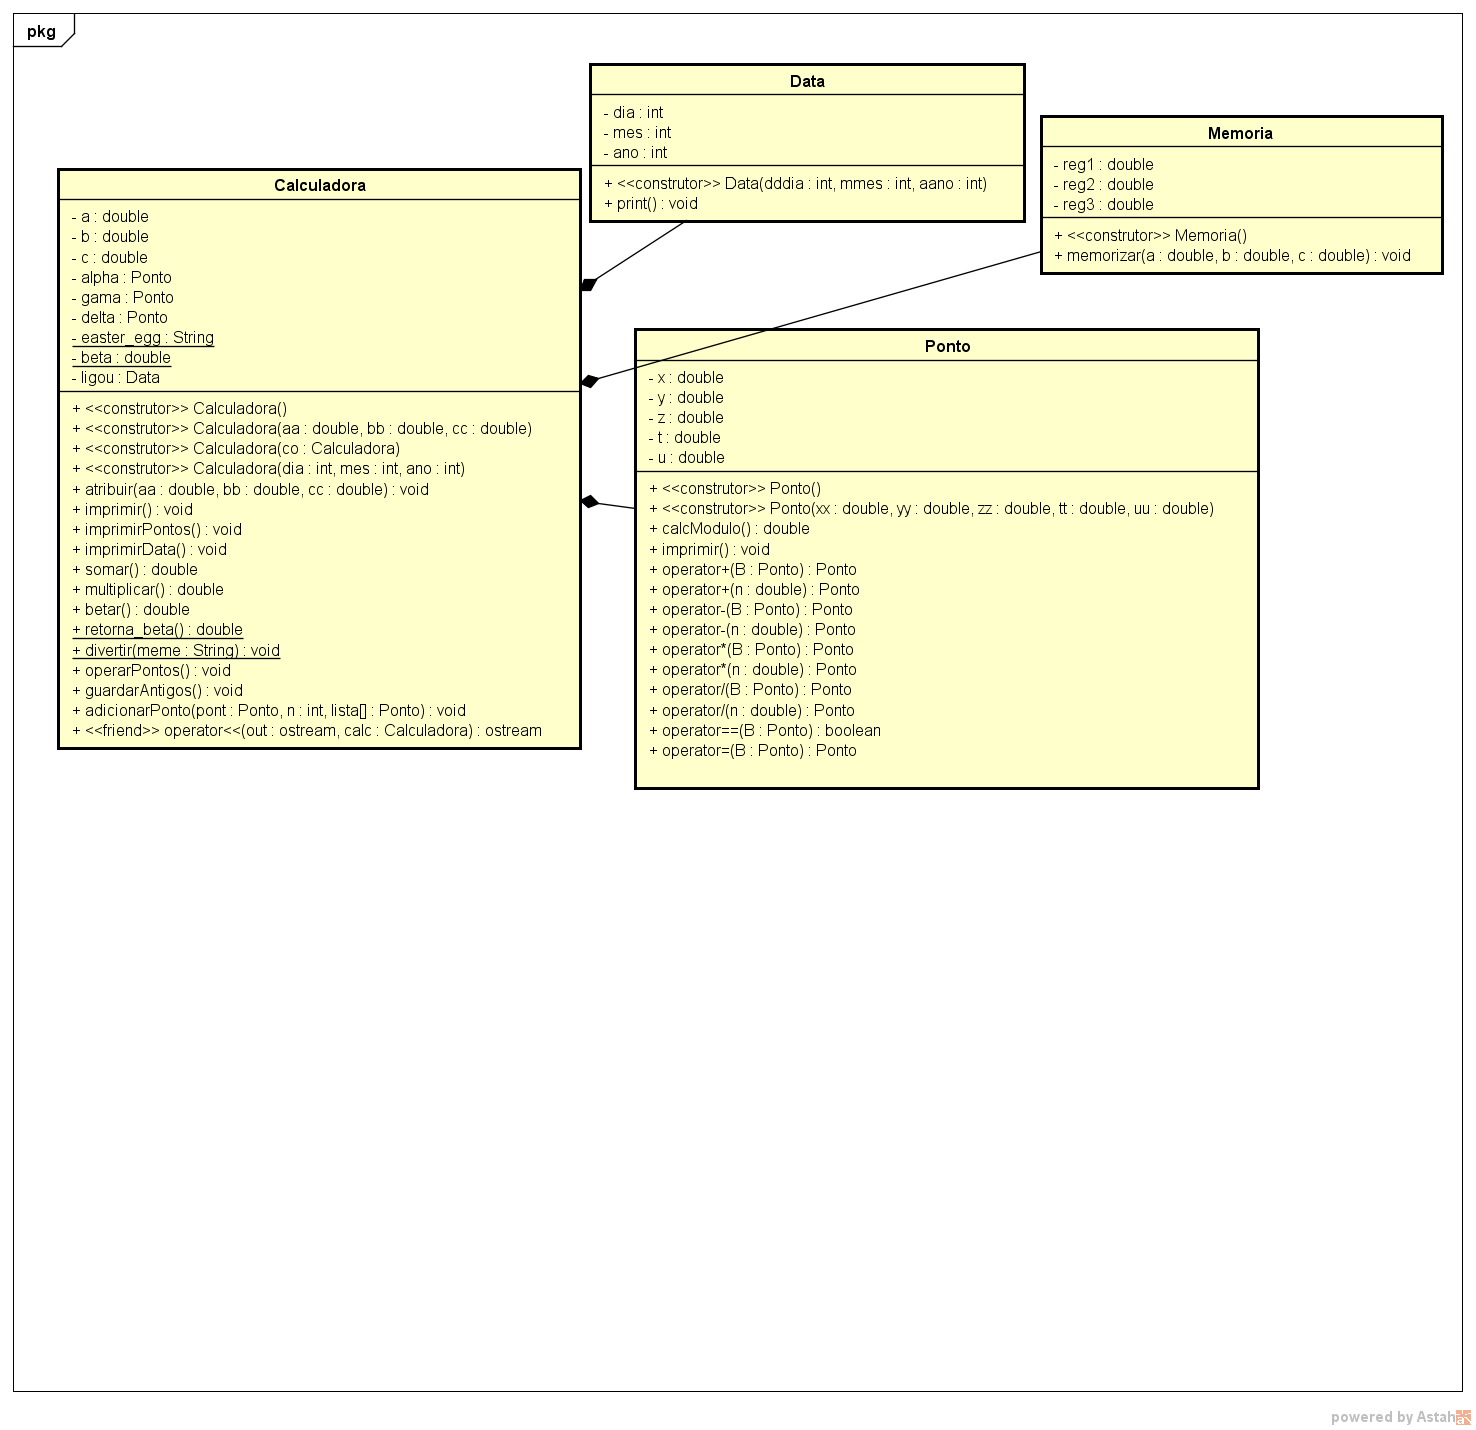 pkg
Data
- dia : int
- mes : int
- ano : int
+ <<construtor>> Data(dddia : int, mmes : int, aano : int)
+ print() : void
Memoria
- reg1 : double
- reg2 : double
- reg3 : double
+ <<construtor>> Memoria()
+ memorizar(a : double, b : double, c : double) : void
Calculadora
- a : double
- b : double
- c : double
- alpha : Ponto
- gama : Ponto
- delta : Ponto
- easter_egg : String
- beta : double
- ligou : Data
+ <<construtor>> Calculadora()
+ <<construtor>> Calculadora(aa : double, bb : double, cc : double)
+ <<construtor>> Calculadora(co : Calculadora)
+ <<construtor>> Calculadora(dia : int, mes : int, ano : int)
+ atribuir(aa : double, bb : double, cc : double) : void
+ imprimir() : void
+ imprimirPontos() : void
+ imprimirData() : void
+ somar() : double
+ multiplicar() : double
+ betar() : double
+ retorna_beta() : double
+ divertir(meme : String) : void
+ operarPontos() : void
+ guardarAntigos() : void
+ adicionarPonto(pont : Ponto, n : int, lista[] : Ponto) : void
+ <<friend>> operator<<(out : ostream, calc : Calculadora) : ostream
Ponto
- x : double
- y : double
- z : double
- t : double
- u : double
+ <<construtor>> Ponto()
+ <<construtor>> Ponto(xx : double, yy : double, zz : double, tt : double, uu : double)
+ calcModulo() : double
+ imprimir() : void
+ operator+(B : Ponto) : Ponto
+ operator+(n : double) : Ponto
+ operator-(B : Ponto) : Ponto
+ operator-(n : double) : Ponto
+ operator*(B : Ponto) : Ponto
+ operator*(n : double) : Ponto
+ operator/(B : Ponto) : Ponto
+ operator/(n : double) : Ponto
+ operator==(B : Ponto) : boolean
+ operator=(B : Ponto) : Ponto
powered by Astah